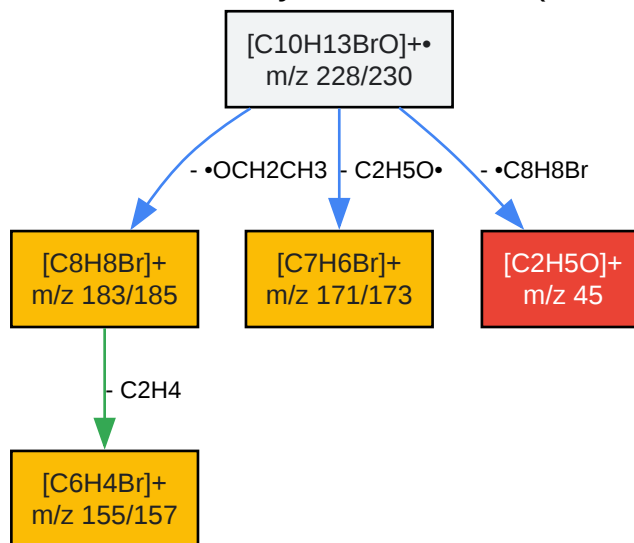 [C10H13BrO]+•
m/z 228/230
- •OCH2CH3
- C2H5O•
- •C8H8Br
[C8H8Br]+
m/z 183/185
[C7H6Br]+
m/z 171/173
[C2H5O]+
m/z 45
- C2H4
[C6H4Br]+
m/z 155/157